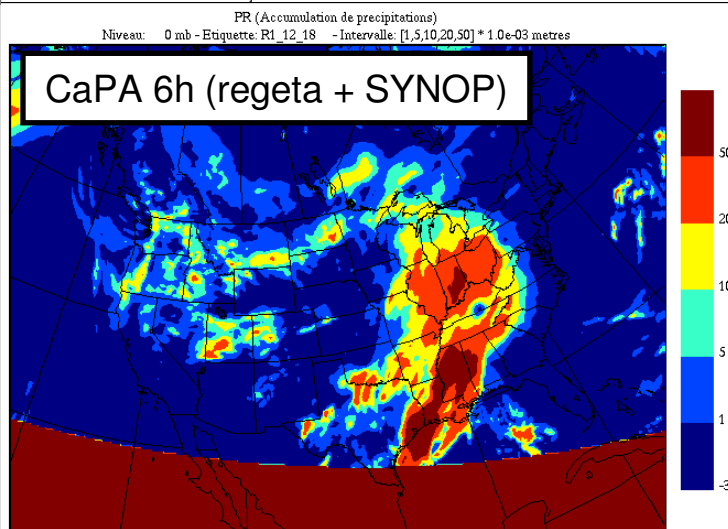 PR (Accumulation de precipitations)
Niveau: 0 mb - Etiquette: R1_12_18 - Intervalle: [1,5,10,20,50] * 1.0e-03 metres
CaPA 6h (regeta + SYNOP)
50
20
10
5
1